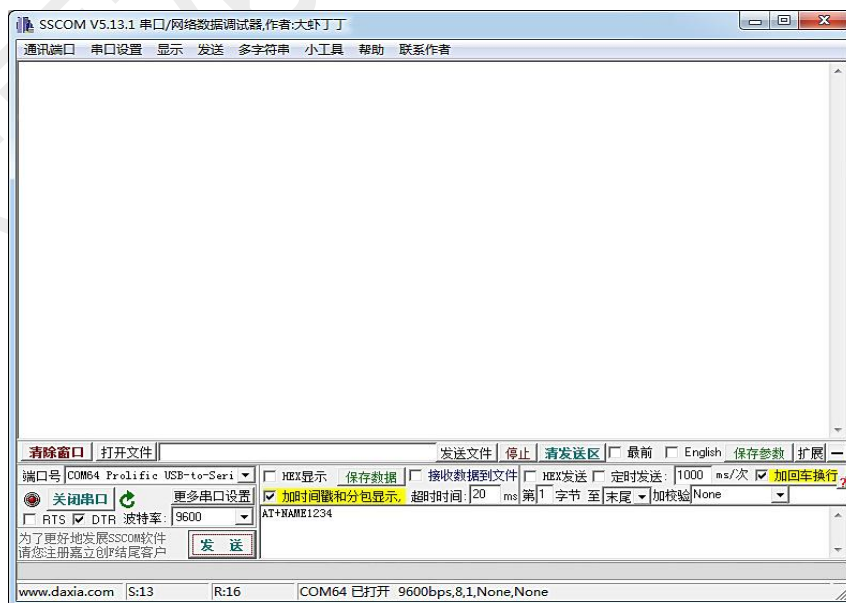 SSCOM V5.13.1 串口/网络数据调试器,作者:大虾丁丁
通讯端口 串口设置 显示 发送 多字符串 小工具 帮助 联系作者
清除窗口 打开文件 发送文件 停止 清发送区 最前 English 保存参数 扩展 —
端口号 COM64 Prolific USB-to-Seri HEX显示 保存数据 接收数据到文件 HEX发送 定时发送: 1000 ms/次 加回车换行
关闭串口 更多串口设置 加时间戳和分包显示, 超时时间: 20 ms 第1 字节 至 末尾 加校验 None ?
RTS DTR 波特率: 9600 AT+NAME1234
为了更好地发展SSCOM软件
请您注册嘉立创F结尾客户 发 送
www.daxia.com S:13 R:16 COM64 已打开 9600bps,8,1,None,None